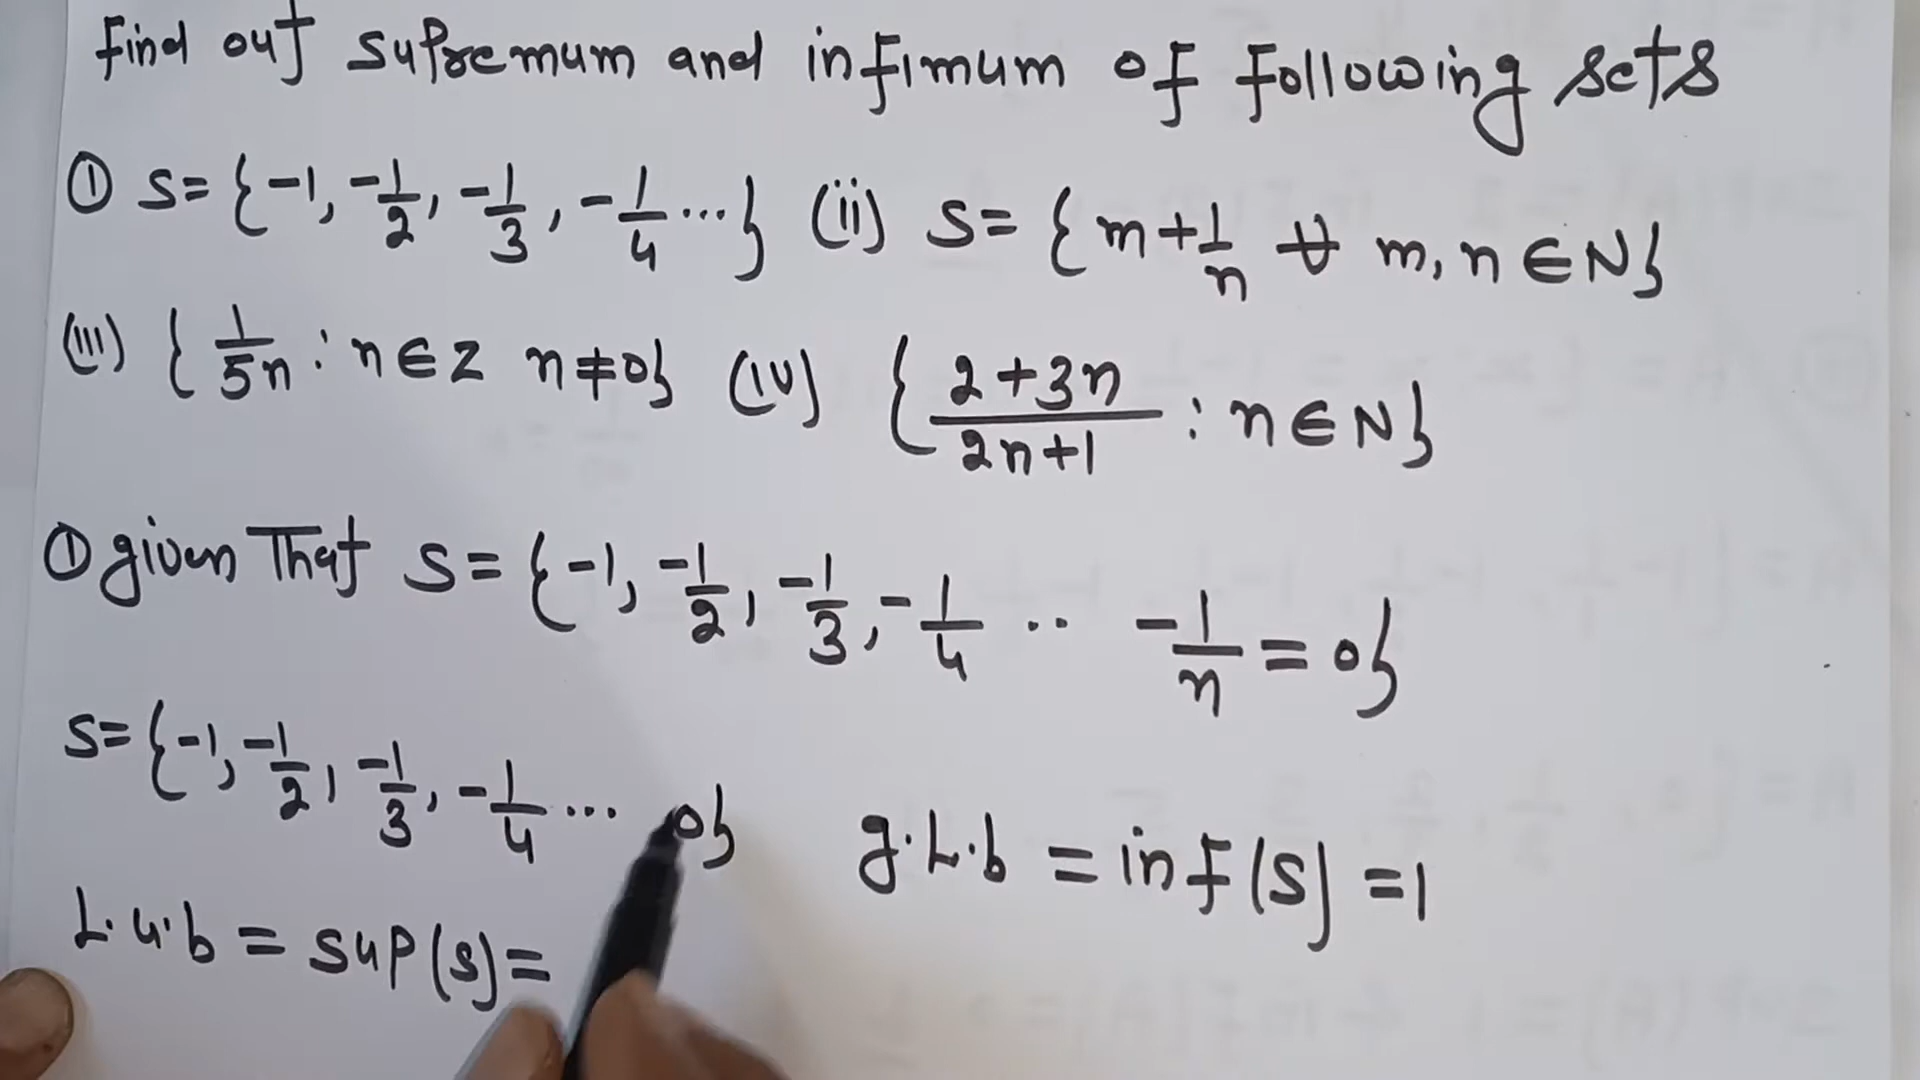 Find out supremum and infimum of following sets
① S= {-1, -1/2, -1/3, -1/4 ...} (ii) S= {m+1/n ∀ m, n ∈ N}
(iii) {1/5n : n ∈ Z n≠0} (iv) {2+3n/2n+1 : n ∈ N}
① given That S= {-1, -1/2, -1/3, -1/4 .. -1/n = 0}
S= {-1, -1/2, -1/3, -1/4 ... 0}
L.u.b = sup(S)=
g.L.b = inf(S) =1